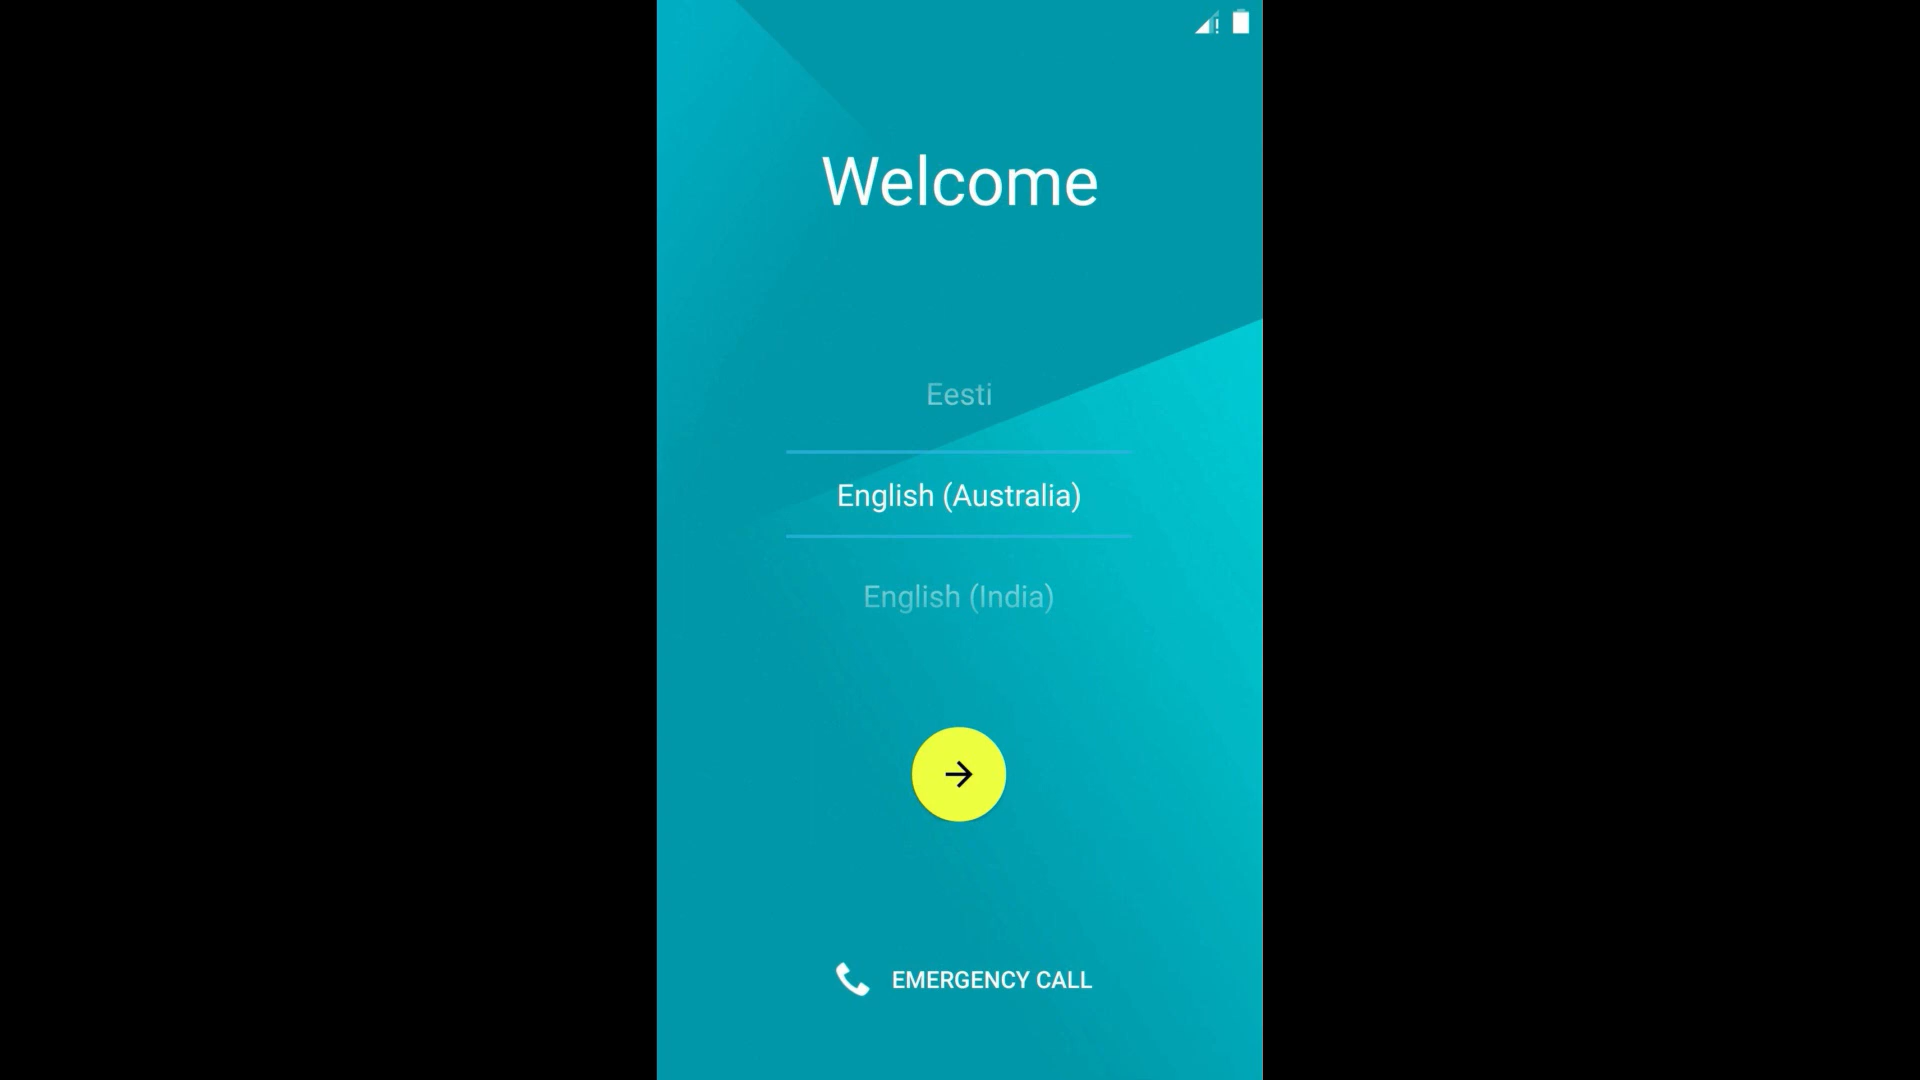 Welcome
Eesti
English (Australia)
English (India)
EMERGENCY CALL